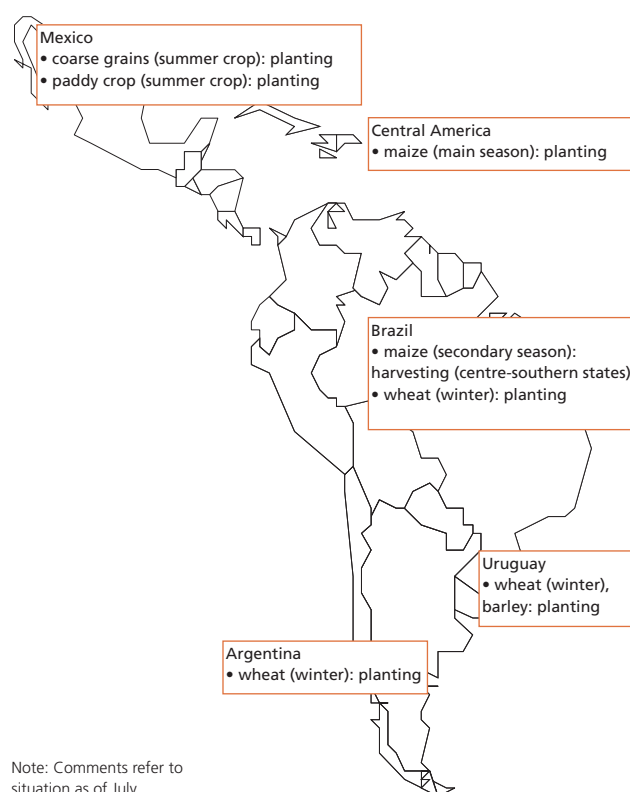 Mexico
• coarse grains (summer crop): planting
• paddy crop (summer crop): planting
Central America
• maize (main season): planting
Brazil
• maize (secondary season):
harvesting (centre-southern states)
• wheat (winter): planting
Uruguay
• wheat (winter),
barley: planting
Argentina
• wheat (winter): planting
Note: Comments refer to
situation as of July.